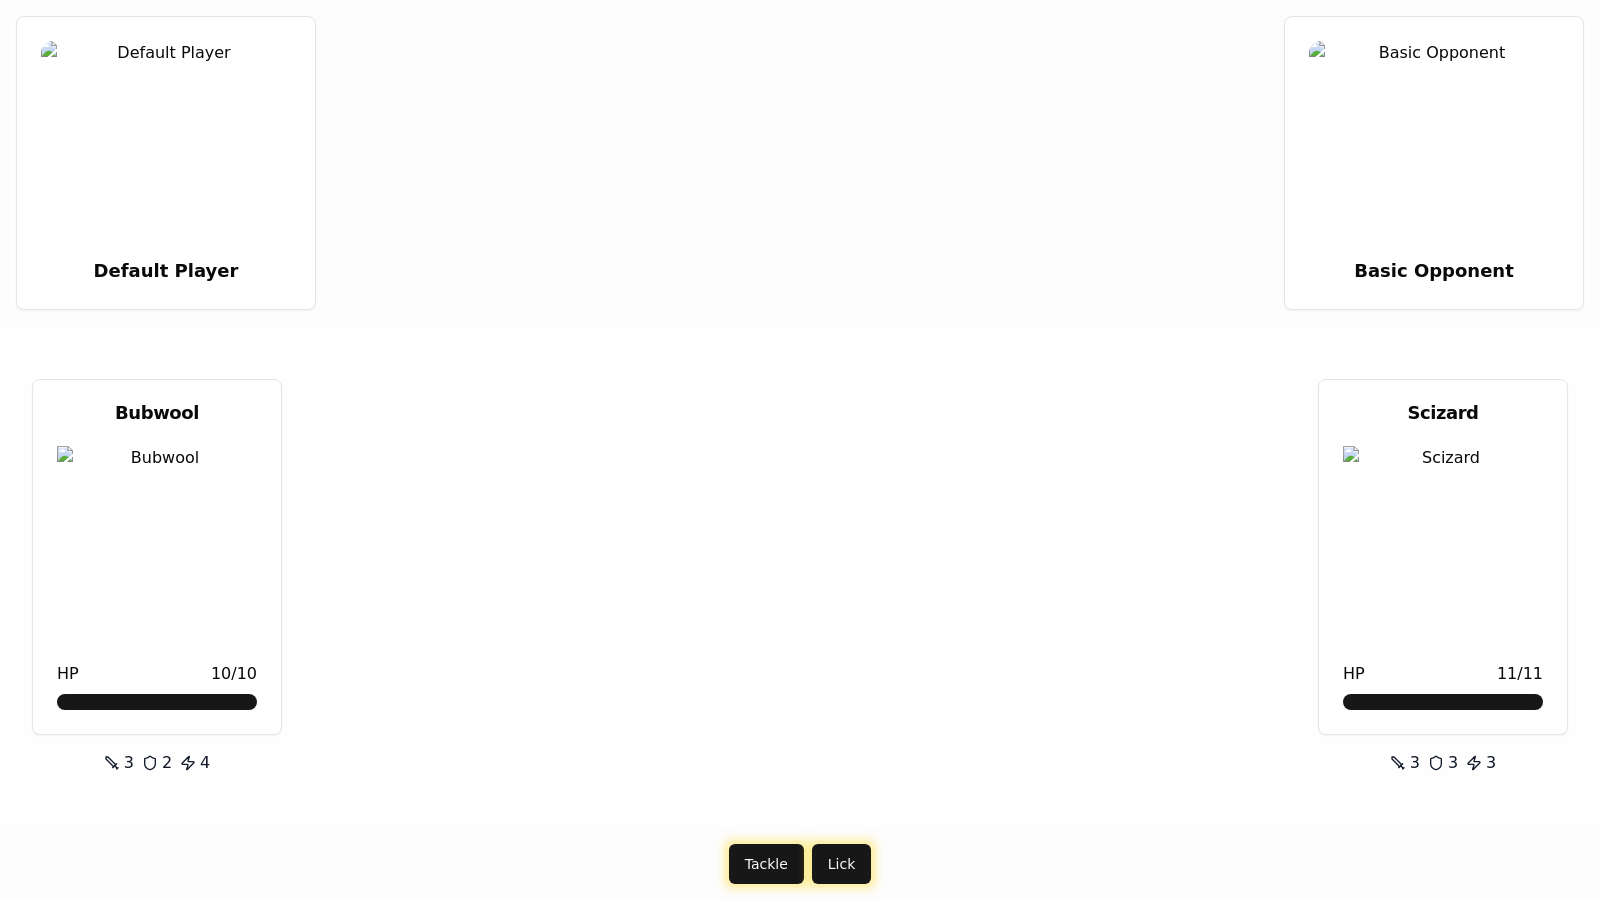 Default Player
Default Player
Basic Opponent
Basic Opponent
Bubwool
Bubwool
HP 10/10
3 2 4
Scizard
Scizard
HP 11/11
3 3 3
Tackle
Lick